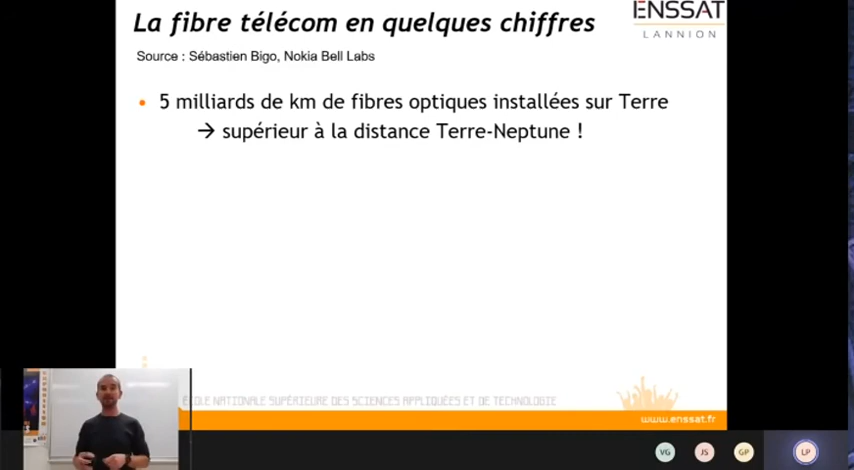 La fibre télécom en quelques chiffres
ENSSAT
LANNION
Source : Sébastien Bigo, Nokia Bell Labs
• 5 milliards de km de fibres optiques installées sur Terre
→ supérieur à la distance Terre-Neptune !
ÉCOLE NATIONALE SUPÉRIEURE DES SCIENCES APPLIQUÉES ET DE TECHNOLOGIE
www.enssat.fr
VG
JS
GP
LP